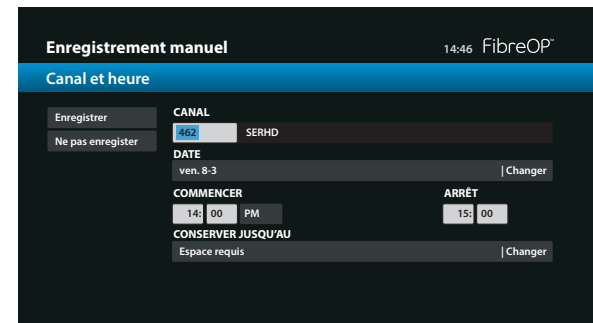 Enregistrement manuel
14:46 FibreOP™
Canal et heure
Enregistrer
Ne pas enregister
CANAL
462 SERHD
DATE
ven. 8-3 | Changer
COMMENCER ARRÊT
14: 00 PM 15: 00
CONSERVER JUSQU'AU
Espace requis | Changer